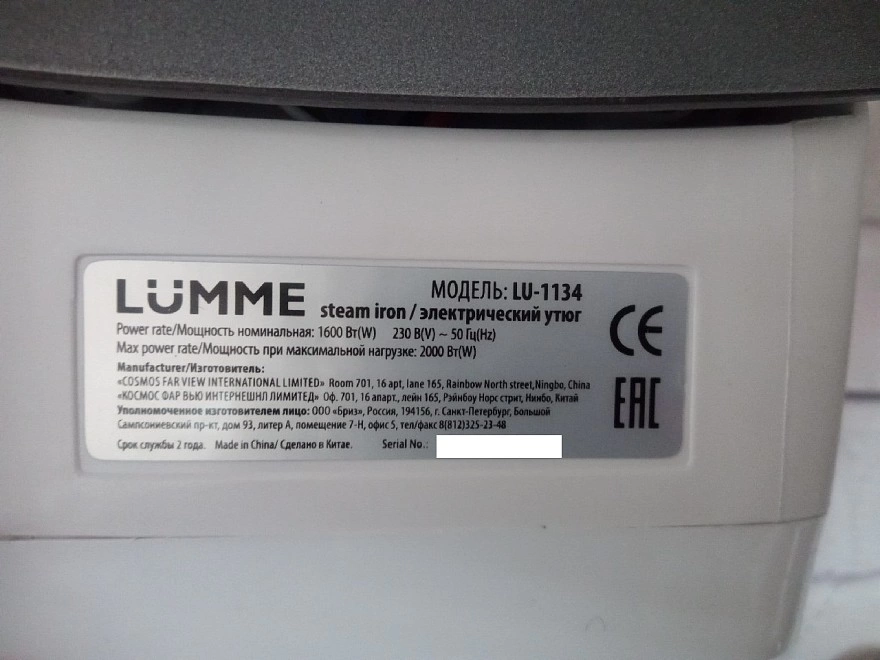 LÜMME
МОДЕЛЬ: LU-1134
steam iron / электрический утюг
Power rate/Мощность номинальная: 1600 Вт(W) 230 В(V) ~ 50 Гц(Hz)
Max power rate/Мощность при максимальной нагрузке: 2000 Вт(W)
Manufacturer/Изготовитель:
«COSMOS FAR VIEW INTERNATIONAL LIMITED» Room 701, 16 apt, lane 165, Rainbow North street,Ningbo, China
«КОСМОС ФАР ВЬЮ ИНТЕРНЕШНЛ ЛИМИТЕД» Оф. 701, 16 апарт., лейн 165, Рэйнбоу Норс стрит, Нинбо, Китай
Уполномоченное изготовителем лицо: ООО «Бриз», Россия, 194156, г. Санкт-Петербург, Большой
Сампсониевский пр-кт, дом 93, литер А, помещение 7-Н, офис 5, тел/факс 8(812)325-23-48
Срок службы 2 года. Made in China/ Сделано в Китае. Serial No.:
CE
EAC